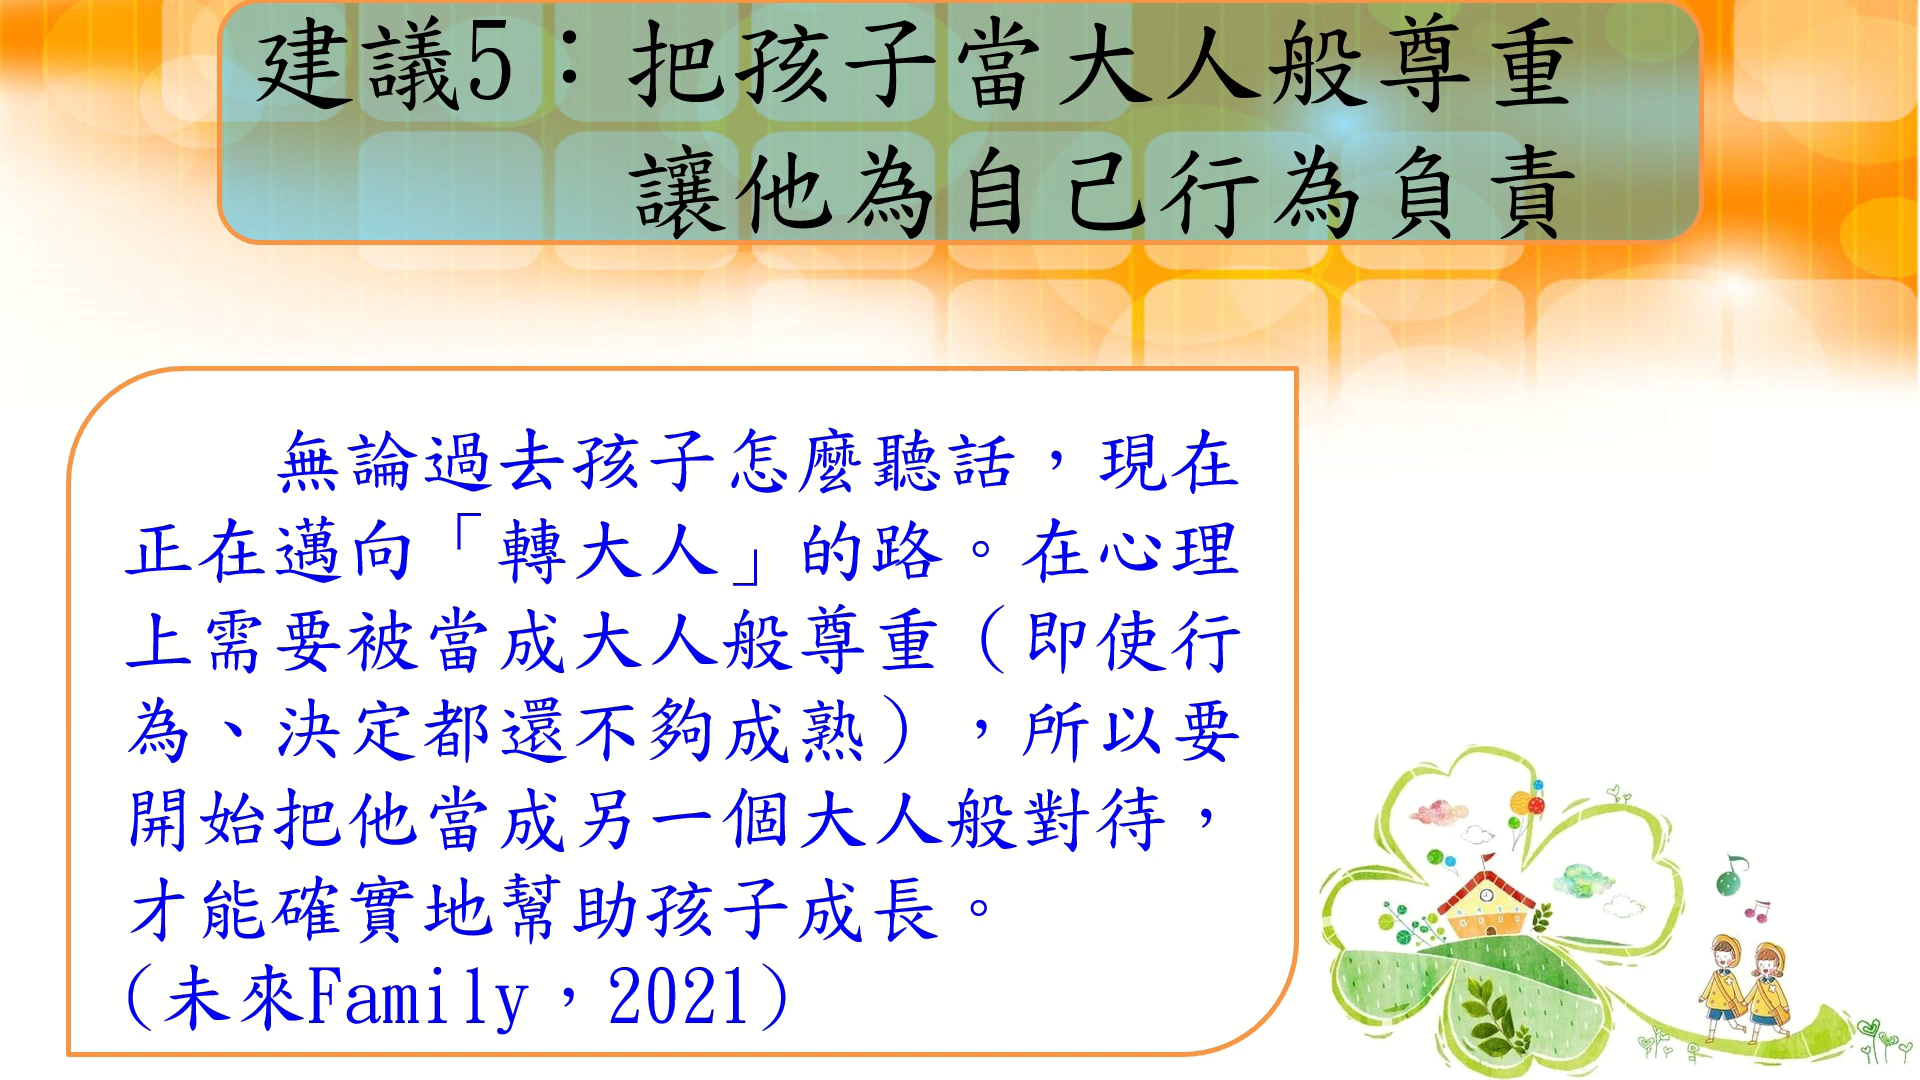 建議5：把孩子當大人般尊重
讓他為自己行為負責
無論過去孩子怎麼聽話，現在
正在邁向「轉大人」的路。在心理
上需要被當成大人般尊重（即使行
為、決定都還不夠成熟），所以要
開始把他當成另一個大人般對待，
才能確實地幫助孩子成長。
(未來Family，2021)